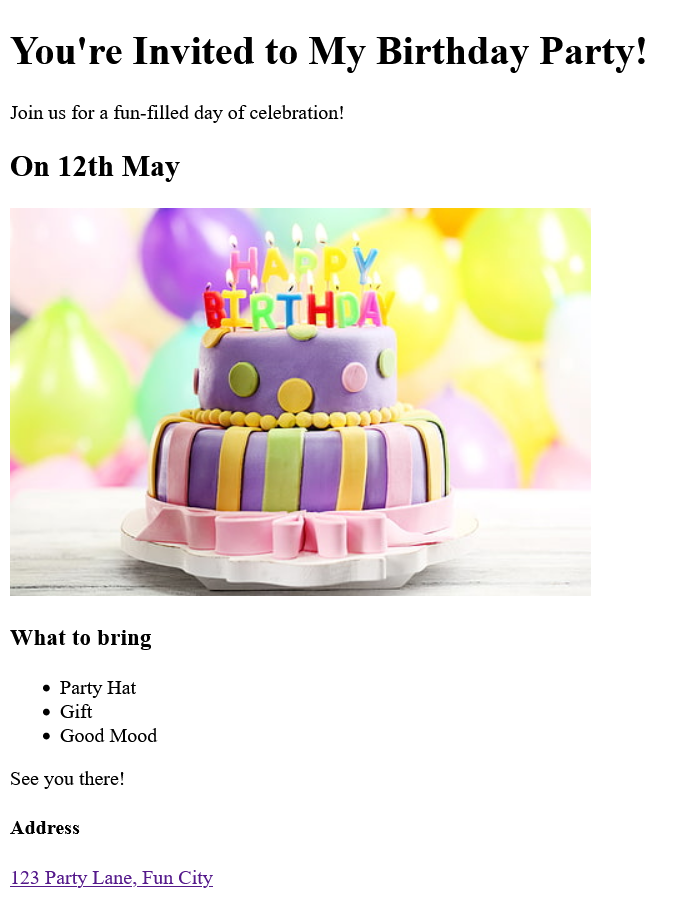 You're Invited to My Birthday Party!
Join us for a fun-filled day of celebration!
On 12th May
HAPPY
BIRTHDAY
What to bring
Party Hat
Gift
Good Mood
See you there!
Address
123 Party Lane, Fun City